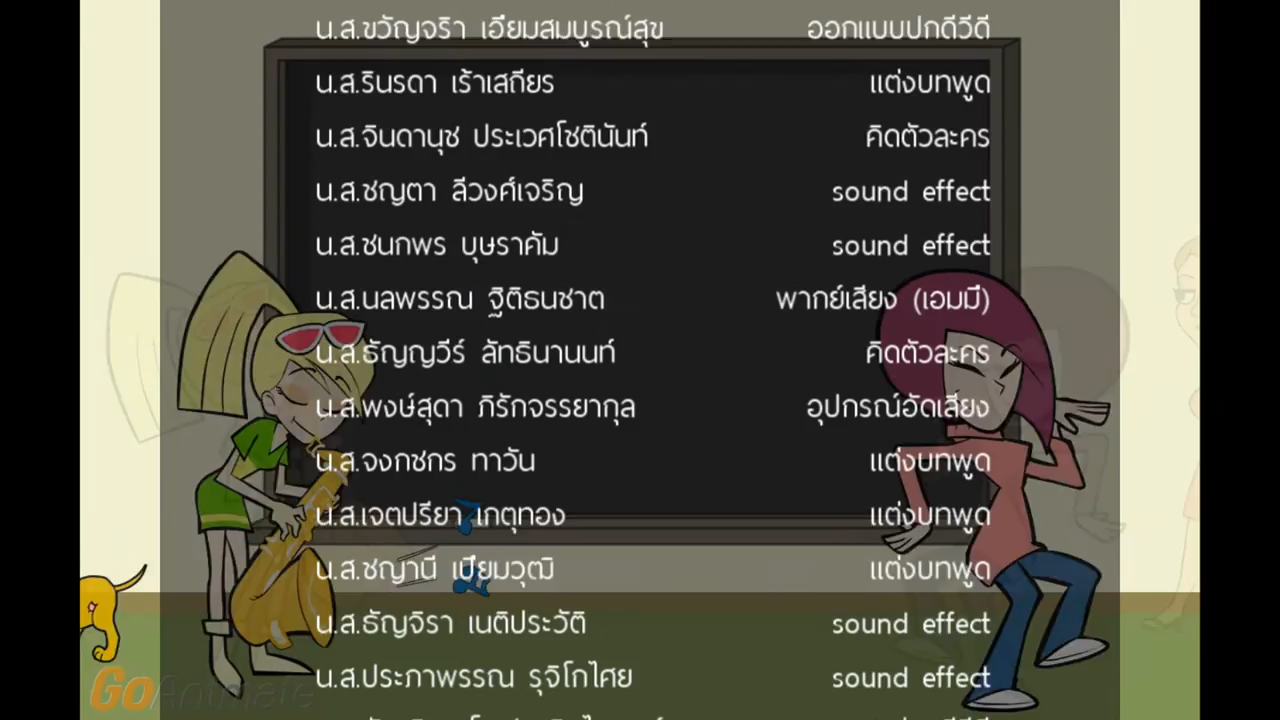 น.ส.ขวัญจริา เอี่ยมสมบูรณ์สุข ออกแบบปกดีวีดี
น.ส.รินรดา เร้าเสถียร แต่งบทพูด
น.ส.จินดานุช ประเวศโชตินันท์ คิดตัวละคร
น.ส.ชญตา ลีวงศ์เจริญ sound effect
น.ส.ชนกพร บุษราคัม sound effect
น.ส.นลพรรณ ฐิติธนชาต พากย์เสียง (เอมมี่)
น.ส.ธัญญวีร์ ลัทธินานนท์ คิดตัวละคร
น.ส.พงษ์สุดา ภิรักจรรยากุล อุปกรณ์อัดเสียง
น.ส.จงกชกร ทาวัน แต่งบทพูด
น.ส.เจตปรียา เกตุทอง แต่งบทพูด
น.ส.ชญานี เปี่ยมวุฒิ แต่งบทพูด
น.ส.ธัญจิรา เนติประวัติ sound effect
น.ส.ประภาพรรณ รุจิโกไศย sound effect
GoAnimate